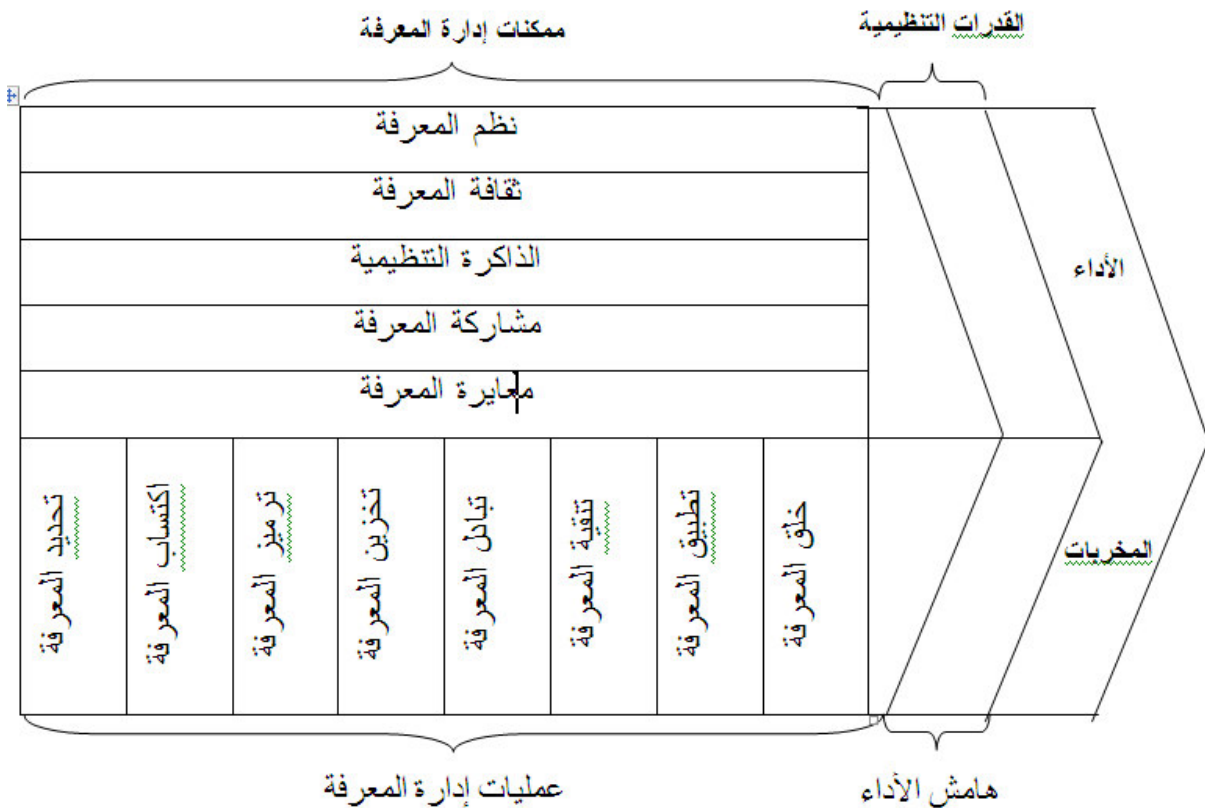 القدرات التنظيمية
ممكنات إدارة المعرفة
نظم المعرفة
ثقافة المعرفة
الذاكرة التنظيمية
مشاركة المعرفة
معايرة المعرفة
الأداء
المخرجات
خلق المعرفة
تطبيق المعرفة
تنقية المعرفة
تبادل المعرفة
تخزين المعرفة
ترميز المعرفة
اكتساب المعرفة
تحديد المعرفة
هامش الأداء
عمليات إدارة المعرفة